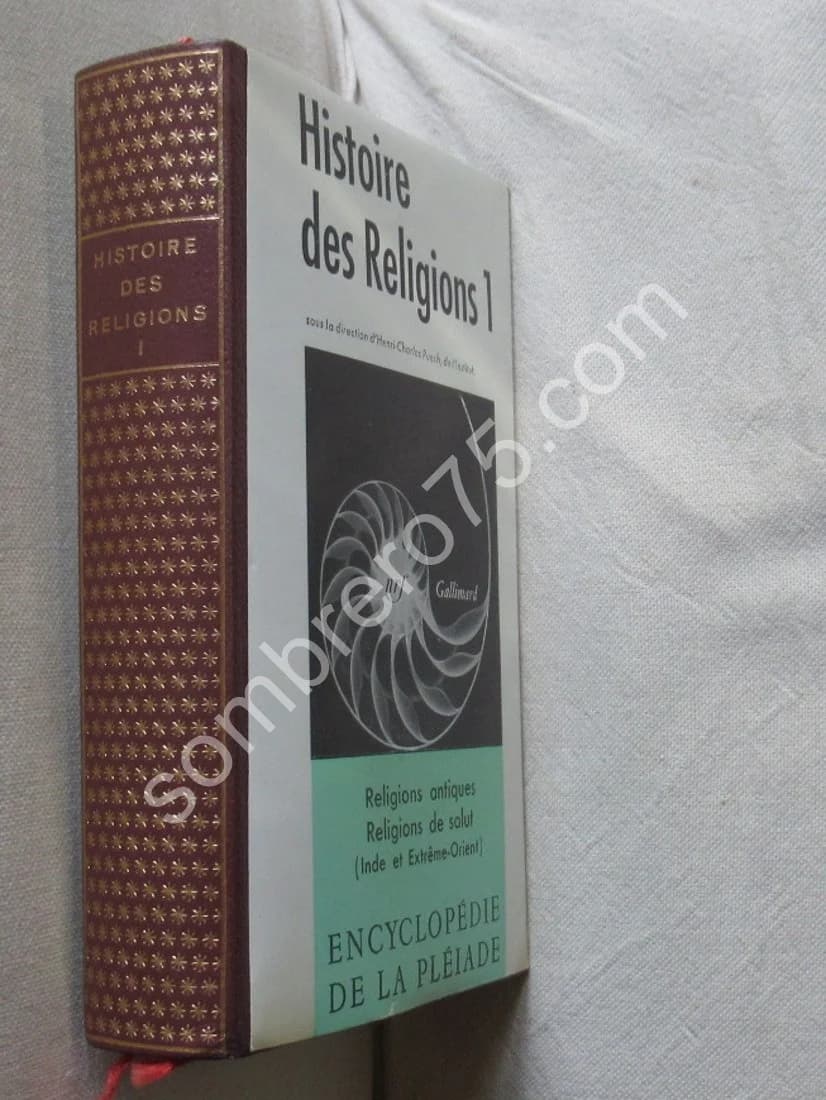 HISTOIRE
DES
RELIGIONS
I
Histoire
des Religions 1
sous la direction d'Henri-Charles Puech, de l'Institut
nrf
Gallimard
Religions antiques
Religions de salut
(Inde et Extrême-Orient)
ENCYCLOPÉDIE
DE LA PLÉIADE
sombrero75.com